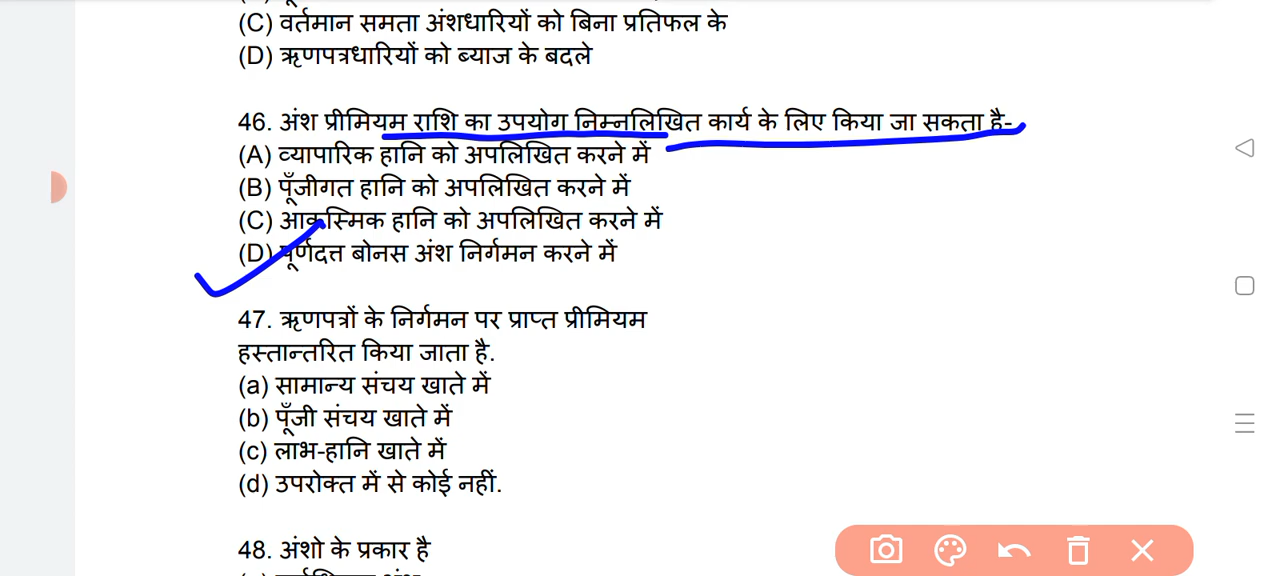 (C) वर्तमान समता अंशधारियों को बिना प्रतिफल के
(D) ऋणपत्रधारियों को ब्याज के बदले
46. अंश प्रीमियम राशि का उपयोग निम्नलिखित कार्य के लिए किया जा सकता है-
(A) व्यापारिक हानि को अपलिखित करने में
(B) पूँजीगत हानि को अपलिखित करने में
(C) आकस्मिक हानि को अपलिखित करने में
(D) पूर्णदत्त बोनस अंश निर्गमन करने में
47. ऋणपत्रों के निर्गमन पर प्राप्त प्रीमियम
हस्तान्तरित किया जाता है.
(a) सामान्य संचय खाते में
(b) पूँजी संचय खाते में
(c) लाभ-हानि खाते में
(d) उपरोक्त में से कोई नहीं.
48. अंशो के प्रकार है